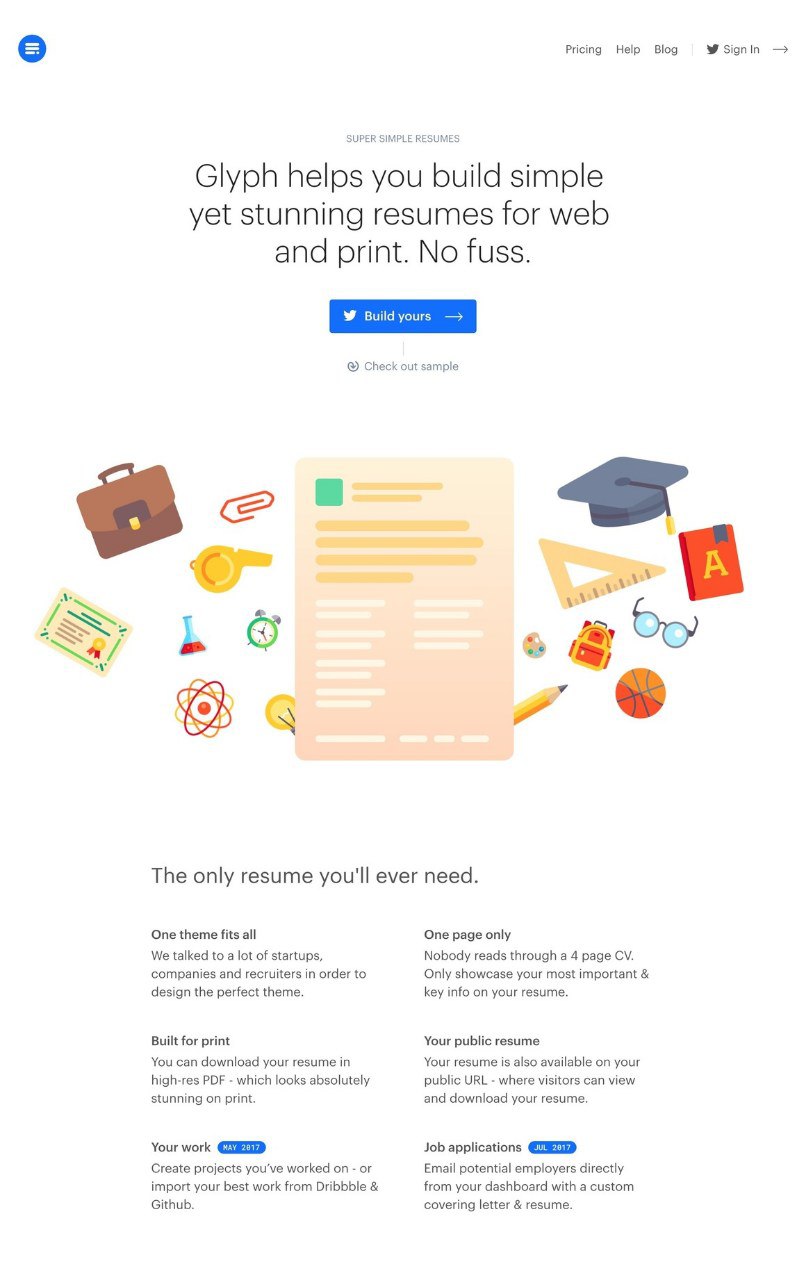 Pricing Help Blog Sign In
SUPER SIMPLE RESUMES
Glyph helps you build simple
yet stunning resumes for web
and print. No fuss.
Build yours
Check out sample
A
The only resume you'll ever need.
One theme fits all
We talked to a lot of startups,
companies and recruiters in order to
design the perfect theme.
One page only
Nobody reads through a 4 page CV.
Only showcase your most important &
key info on your resume.
Built for print
You can download your resume in
high-res PDF - which looks absolutely
stunning on print.
Your public resume
Your resume is also available on your
public URL - where visitors can view
and download your resume.
Your work MAY 2017
Create projects you've worked on - or
import your best work from Dribbble &
Github.
Job applications JUL 2017
Email potential employers directly
from your dashboard with a custom
covering letter & resume.